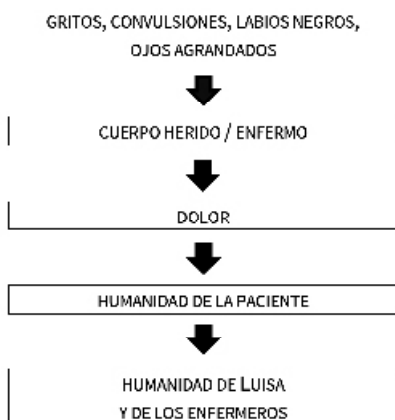 GRITOS, CONVULSIONES, LABIOS NEGROS,
OJOS AGRANDADOS
CUERPO HERIDO / ENFERMO
DOLOR
HUMANIDAD DE LA PACIENTE
HUMANIDAD DE LUISA
Y DE LOS ENFERMEROS